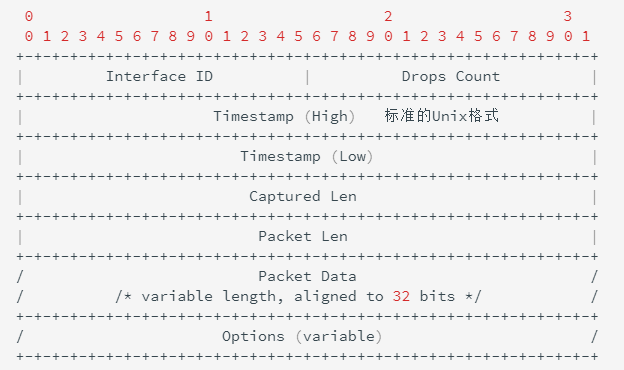 0                   1                   2                   3
0 1 2 3 4 5 6 7 8 9 0 1 2 3 4 5 6 7 8 9 0 1 2 3 4 5 6 7 8 9 0 1
+-+-+-+-+-+-+-+-+-+-+-+-+-+-+-+-+-+-+-+-+-+-+-+-+-+-+-+-+-+-+-+-+
|         Interface ID          |          Drops Count          |
+-+-+-+-+-+-+-+-+-+-+-+-+-+-+-+-+-+-+-+-+-+-+-+-+-+-+-+-+-+-+-+-+
|                     Timestamp (High)   标准的Unix格式          |
+-+-+-+-+-+-+-+-+-+-+-+-+-+-+-+-+-+-+-+-+-+-+-+-+-+-+-+-+-+-+-+-+
|                        Timestamp (Low)                        |
+-+-+-+-+-+-+-+-+-+-+-+-+-+-+-+-+-+-+-+-+-+-+-+-+-+-+-+-+-+-+-+-+
|                         Captured Len                          |
+-+-+-+-+-+-+-+-+-+-+-+-+-+-+-+-+-+-+-+-+-+-+-+-+-+-+-+-+-+-+-+-+
|                          Packet Len                           |
+-+-+-+-+-+-+-+-+-+-+-+-+-+-+-+-+-+-+-+-+-+-+-+-+-+-+-+-+-+-+-+-+
/                          Packet Data                          /
/          /* variable length, aligned to 32 bits */            /
+-+-+-+-+-+-+-+-+-+-+-+-+-+-+-+-+-+-+-+-+-+-+-+-+-+-+-+-+-+-+-+-+
/                      Options (variable)                       /
+-+-+-+-+-+-+-+-+-+-+-+-+-+-+-+-+-+-+-+-+-+-+-+-+-+-+-+-+-+-+-+-+